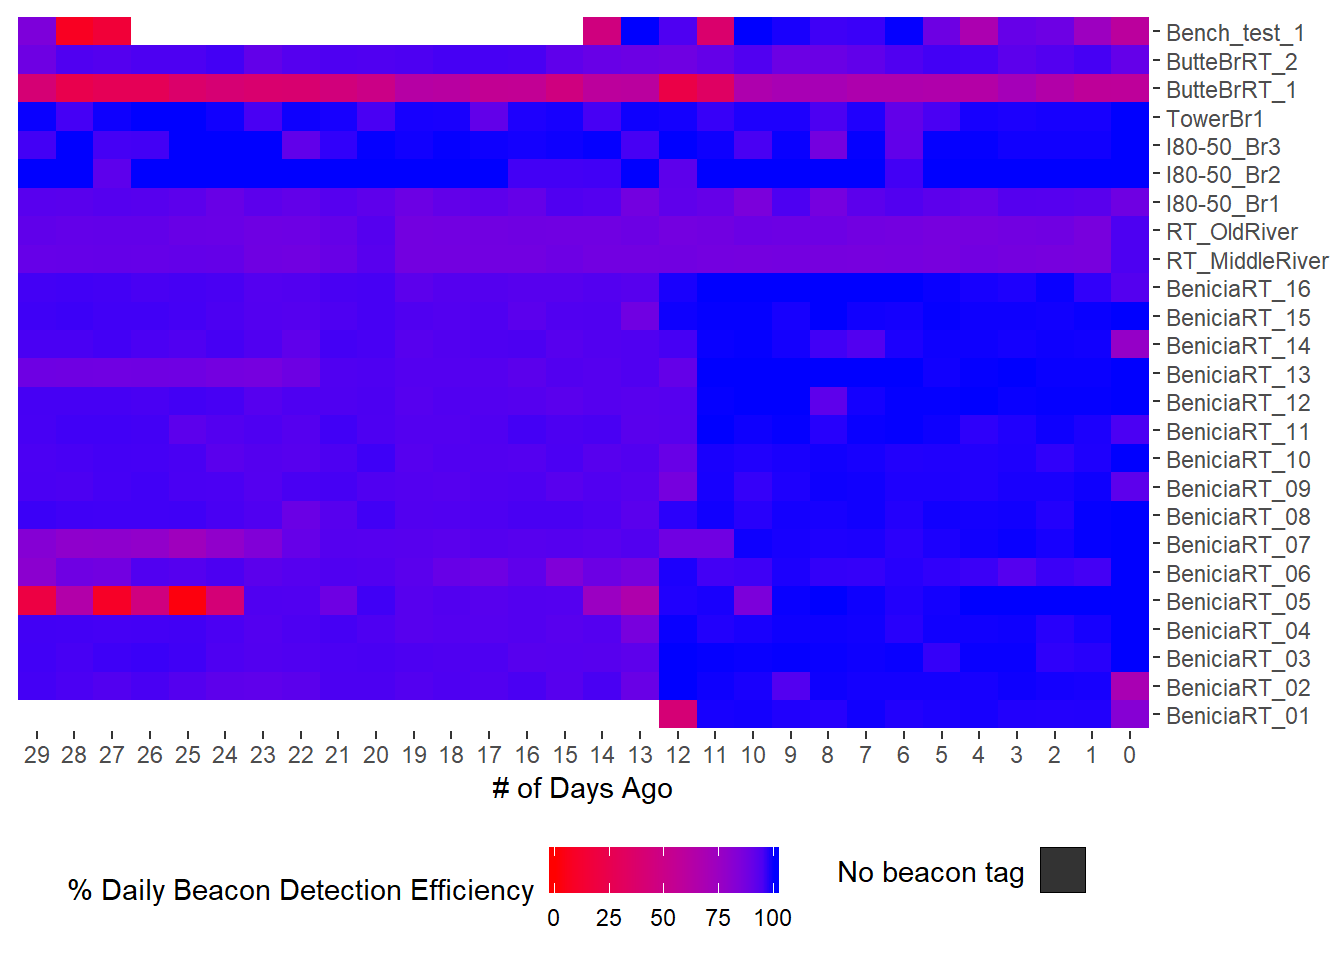 Bench_test_1
ButteBrRT_2
ButteBrRT_1
TowerBr1
I80-50_Br3
I80-50_Br2
I80-50_Br1
RT_OldRiver
RT_MiddleRiver
BeniciaRT_16
BeniciaRT_15
BeniciaRT_14
BeniciaRT_13
BeniciaRT_12
BeniciaRT_11
BeniciaRT_10
BeniciaRT_09
BeniciaRT_08
BeniciaRT_07
BeniciaRT_06
BeniciaRT_05
BeniciaRT_04
BeniciaRT_03
BeniciaRT_02
BeniciaRT_01
29 28 27 26 25 24 23 22 21 20 19 18 17 16 15 14 13 12 11 10 9 8 7 6 5 4 3 2 1 0
# of Days Ago
% Daily Beacon Detection Efficiency
0 25 50 75 100
No beacon tag